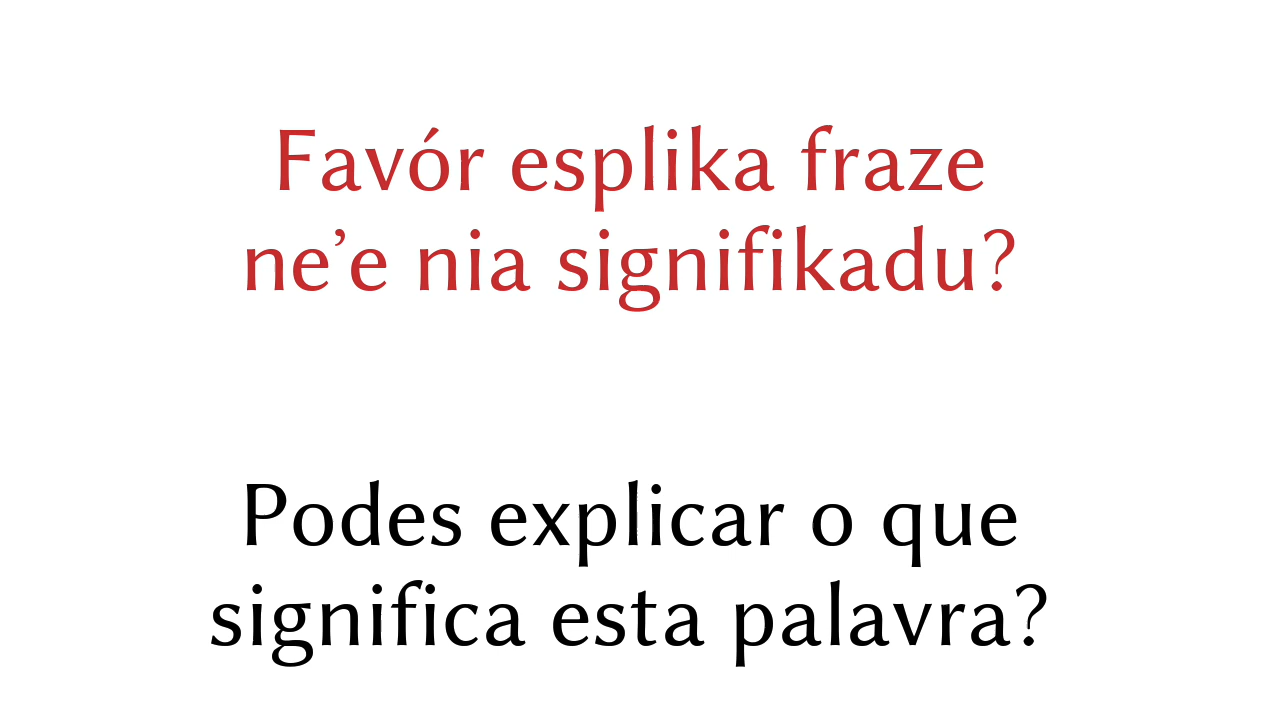 Favór esplika fraze
ne’e nia signifikadu?
Podes explicar o que
significa esta palavra?